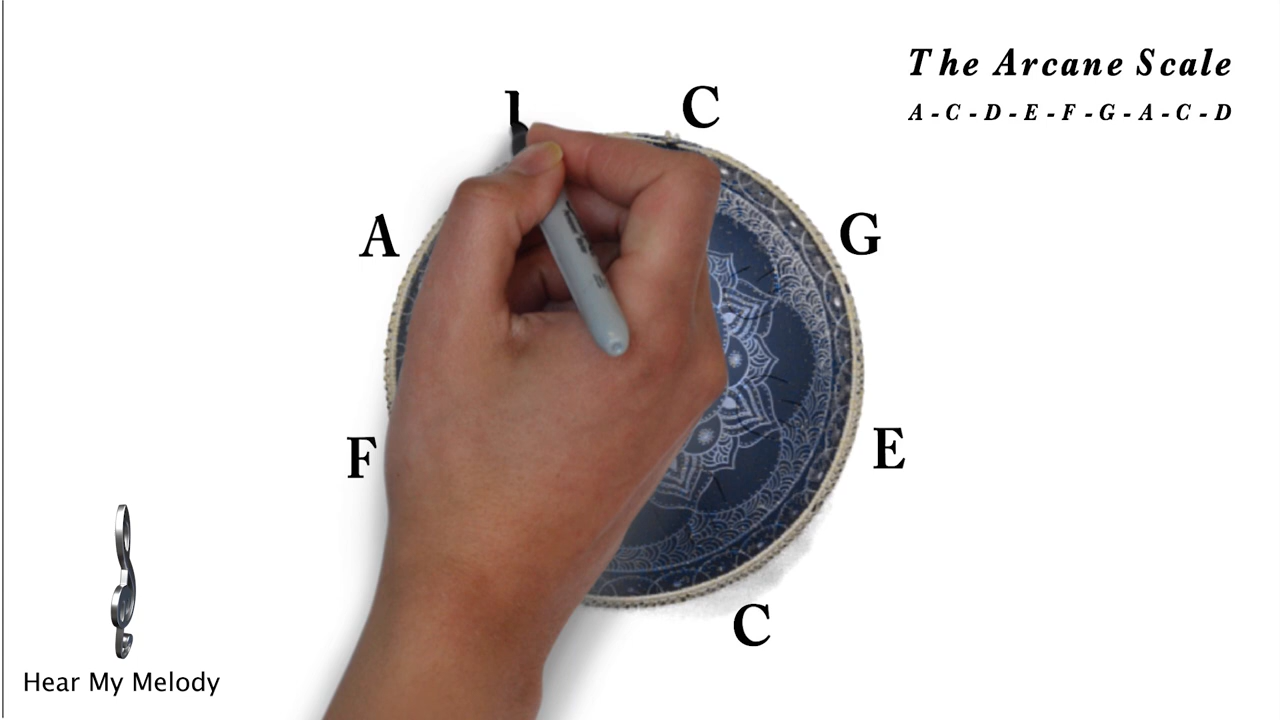 The Arcane Scale
A - C - D - E - F - G - A - C - D
C
A
G
F
E
C
Hear My Melody